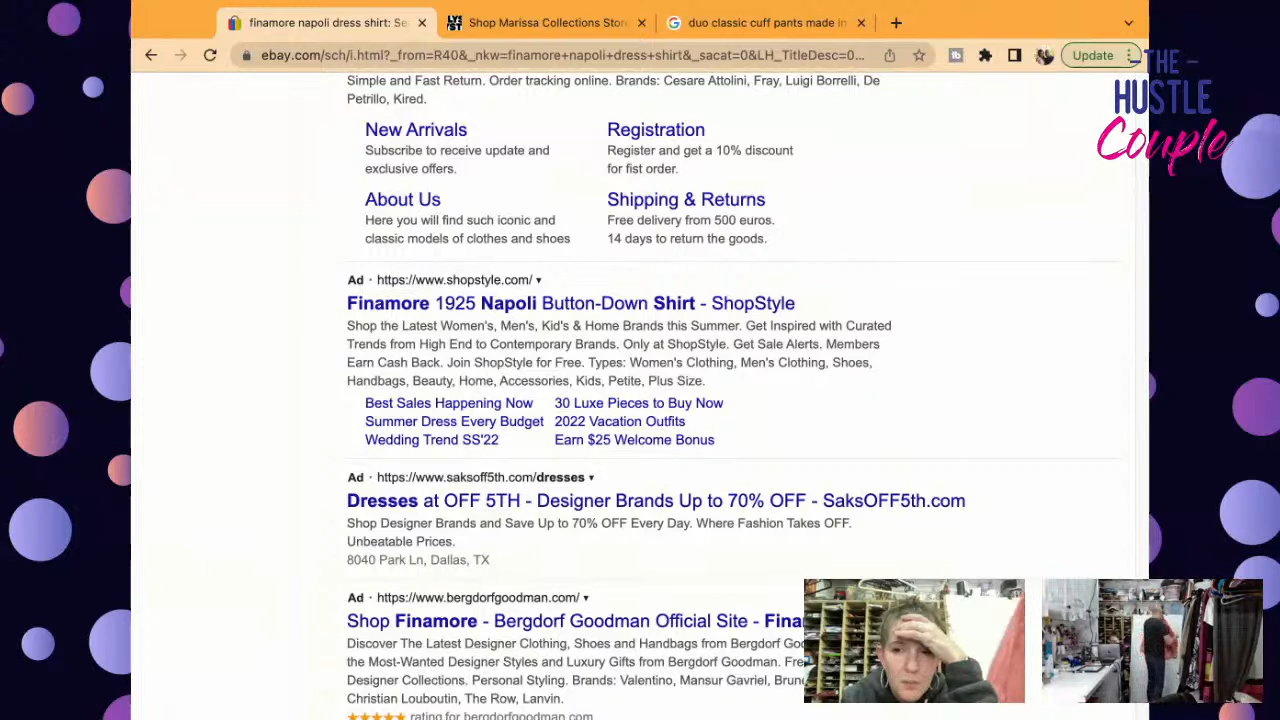 finamore napoli dress shirt: Se
Shop Marissa Collections Store
duo classic cuff pants made in
ebay.com/sch/i.html?_from=R40&_nkw=finamore+napoli+dress+shirt&_sacat=0&LH_TitleDesc=0...
Update
- THE -
HUSTLE
Couple
Simple and Fast Return. Order tracking online. Brands: Cesare Attolini, Fray, Luigi Borrelli, De
Petrillo, Kired.
New Arrivals
Subscribe to receive update and
exclusive offers.
Registration
Register and get a 10% discount
for fist order.
About Us
Here you will find such iconic and
classic models of clothes and shoes
Shipping & Returns
Free delivery from 500 euros.
14 days to return the goods.
Ad · https://www.shopstyle.com/
Finamore 1925 Napoli Button-Down Shirt - ShopStyle
Shop the Latest Women's, Men's, Kid's & Home Brands this Summer. Get Inspired with Curated
Trends from High End to Contemporary Brands. Only at ShopStyle. Get Sale Alerts. Members
Earn Cash Back. Join ShopStyle for Free. Types: Women's Clothing, Men's Clothing, Shoes,
Handbags, Beauty, Home, Accessories, Kids, Petite, Plus Size.
Best Sales Happening Now
30 Luxe Pieces to Buy Now
Summer Dress Every Budget
2022 Vacation Outfits
Wedding Trend SS'22
Earn $25 Welcome Bonus
Ad · https://www.saksoff5th.com/dresses
Dresses at OFF 5TH - Designer Brands Up to 70% OFF - SaksOFF5th.com
Shop Designer Brands and Save Up to 70% OFF Every Day. Where Fashion Takes OFF.
Unbeatable Prices.
8040 Park Ln, Dallas, TX
Ad · https://www.bergdorfgoodman.com/
Shop Finamore - Bergdorf Goodman Official Site - Fina
Discover The Latest Designer Clothing, Shoes and Handbags from Bergdorf Goo
the Most-Wanted Designer Styles and Luxury Gifts from Bergdorf Goodman. Fre
Designer Collections. Personal Styling. Brands: Valentino, Mansur Gavriel, Brun
Christian Louboutin, The Row, Lanvin.
rating for bergdorfgoodman.com